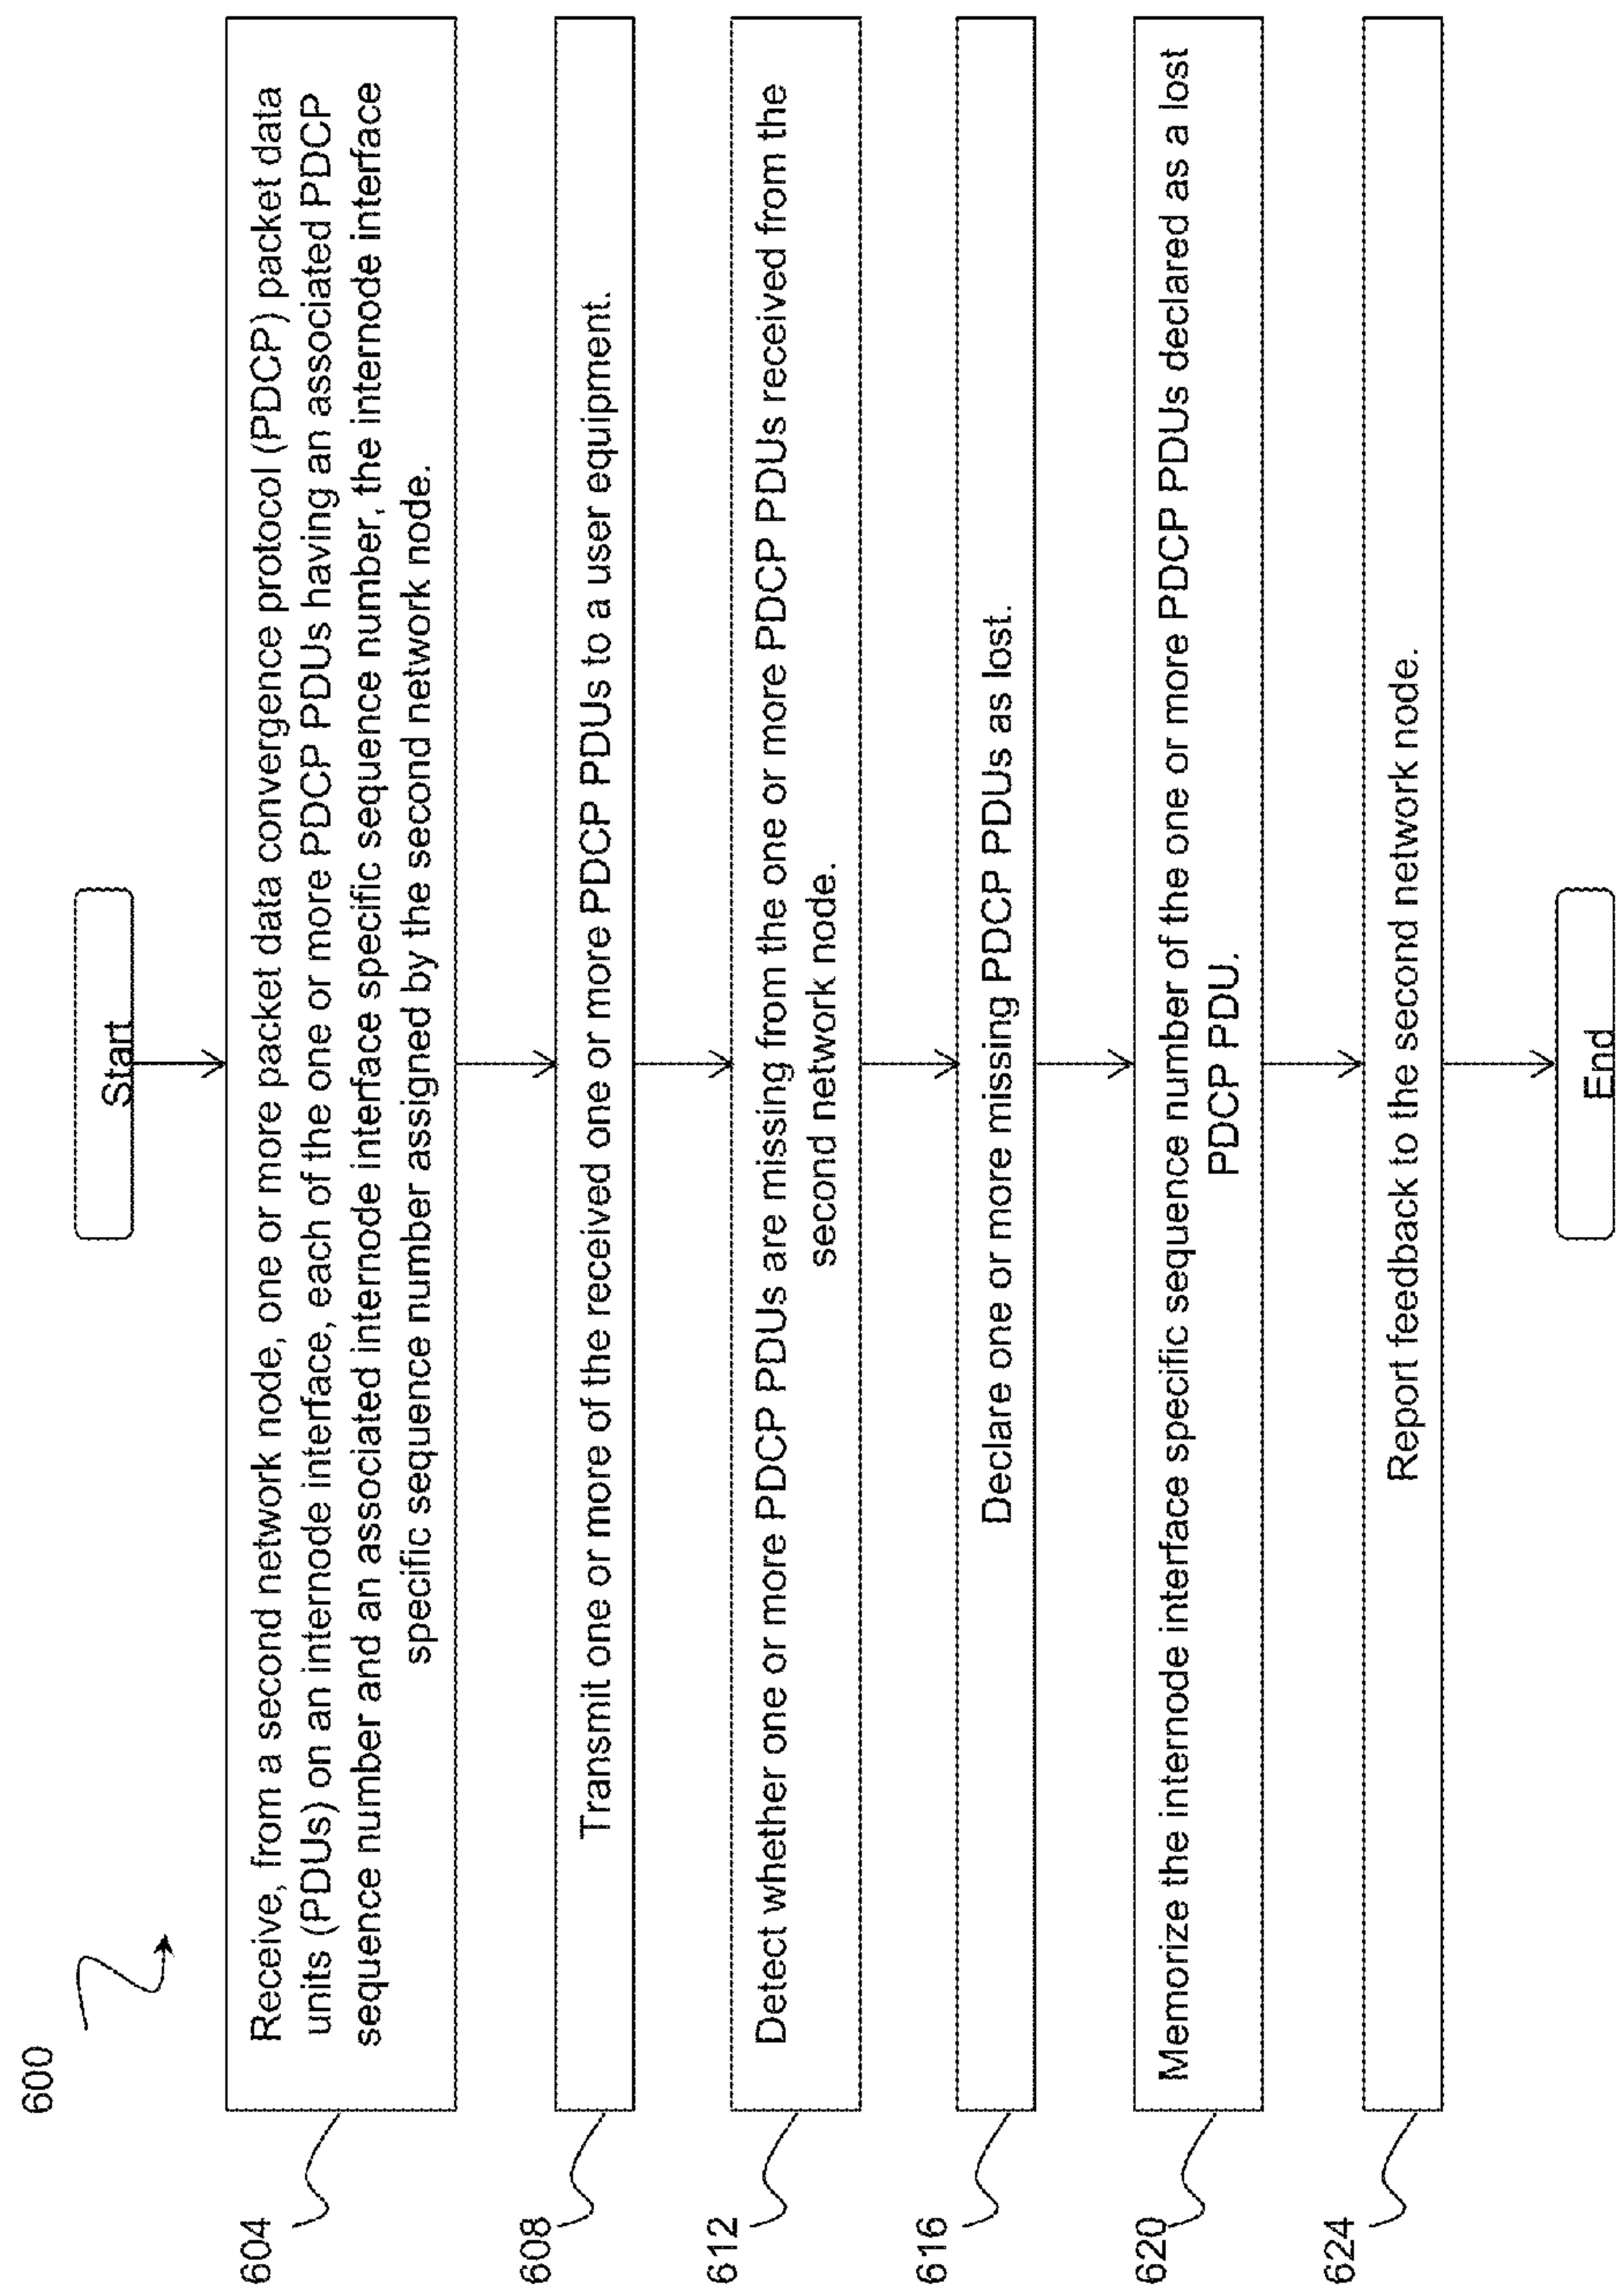 600
Start
604
Receive, from a second network node, one or more packet data convergence protocol (PDCP) packet data
units (PDUs) on an internode interface, each of the one or more PDCP PDUs having an associated PDCP
sequence number and an associated internode interface specific sequence number, the internode interface
specific sequence number assigned by the second network node.
608
Transmit one or more of the received one or more PDCP PDUs to a user equipment.
612
Detect whether one or more PDCP PDUs are missing from the one or more PDCP PDUs received from the
second network node.
616
Declare one or more missing PDCP PDUs as lost.
620
Memorize the internode interface specific sequence number of the one or more PDCP PDUs declared as a lost
PDCP PDU.
624
Report feedback to the second network node.
End